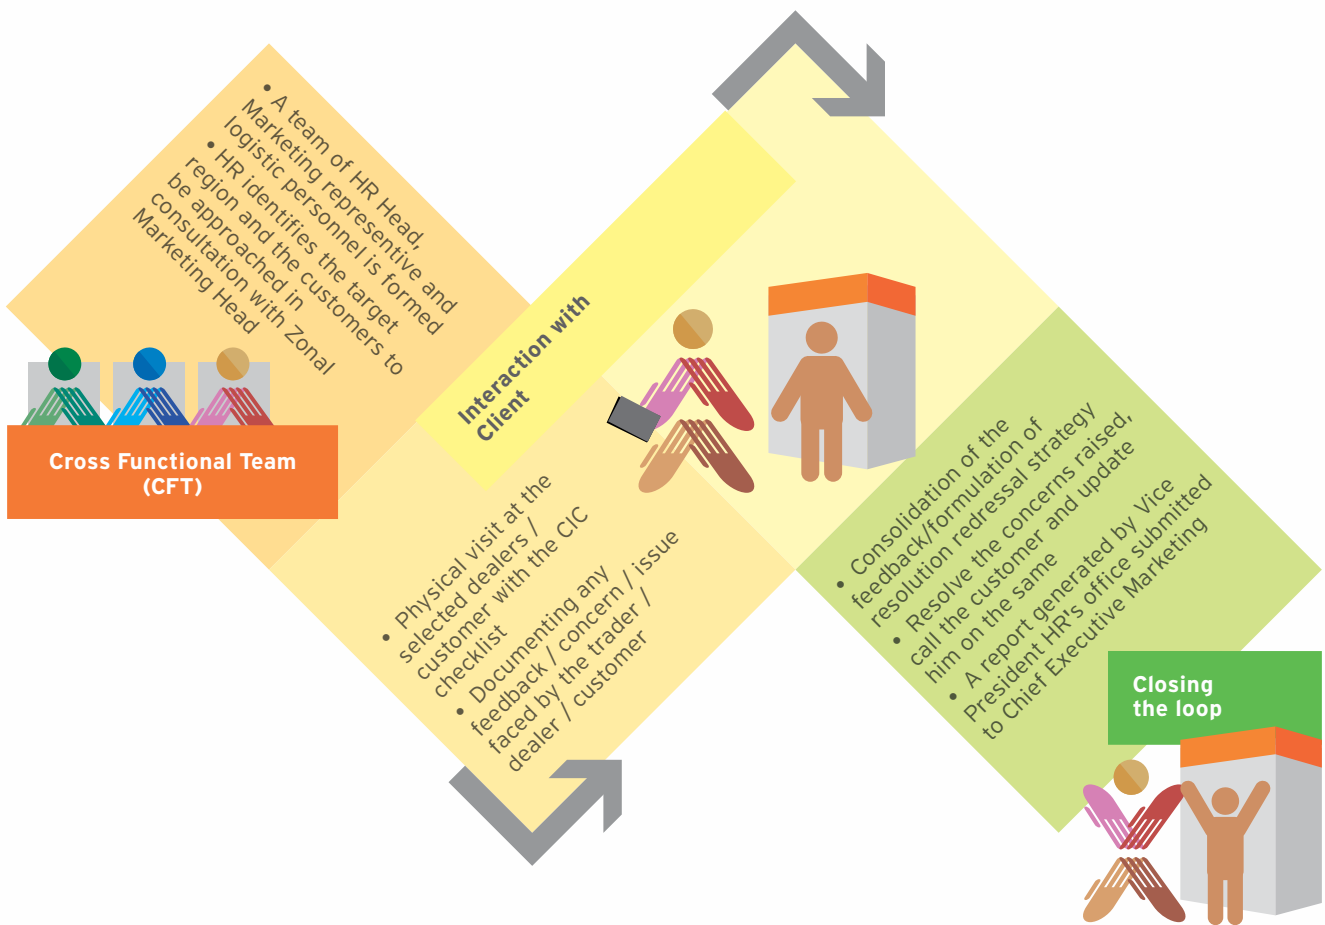 • A team of HR Head,
Marketing representive and
logistic personnel is formed
• HR identifies the target
region and the customers to
be approached in
consultation with Zonal
Marketing Head
Cross Functional Team
(CFT)
Interaction with
Client
• Physical visit at the
selected dealers /
customer with the CIC
checklist
• Documenting any
feedback / concern / issue
faced by the trader /
dealer / customer
• Consolidation of the
feedback/formulation of
resolution redressal strategy
• Resolve the concerns raised,
call the customer and update
him on the same
• A report generated by Vice
President HR's office submitted
to Chief Executive Marketing
Closing
the loop